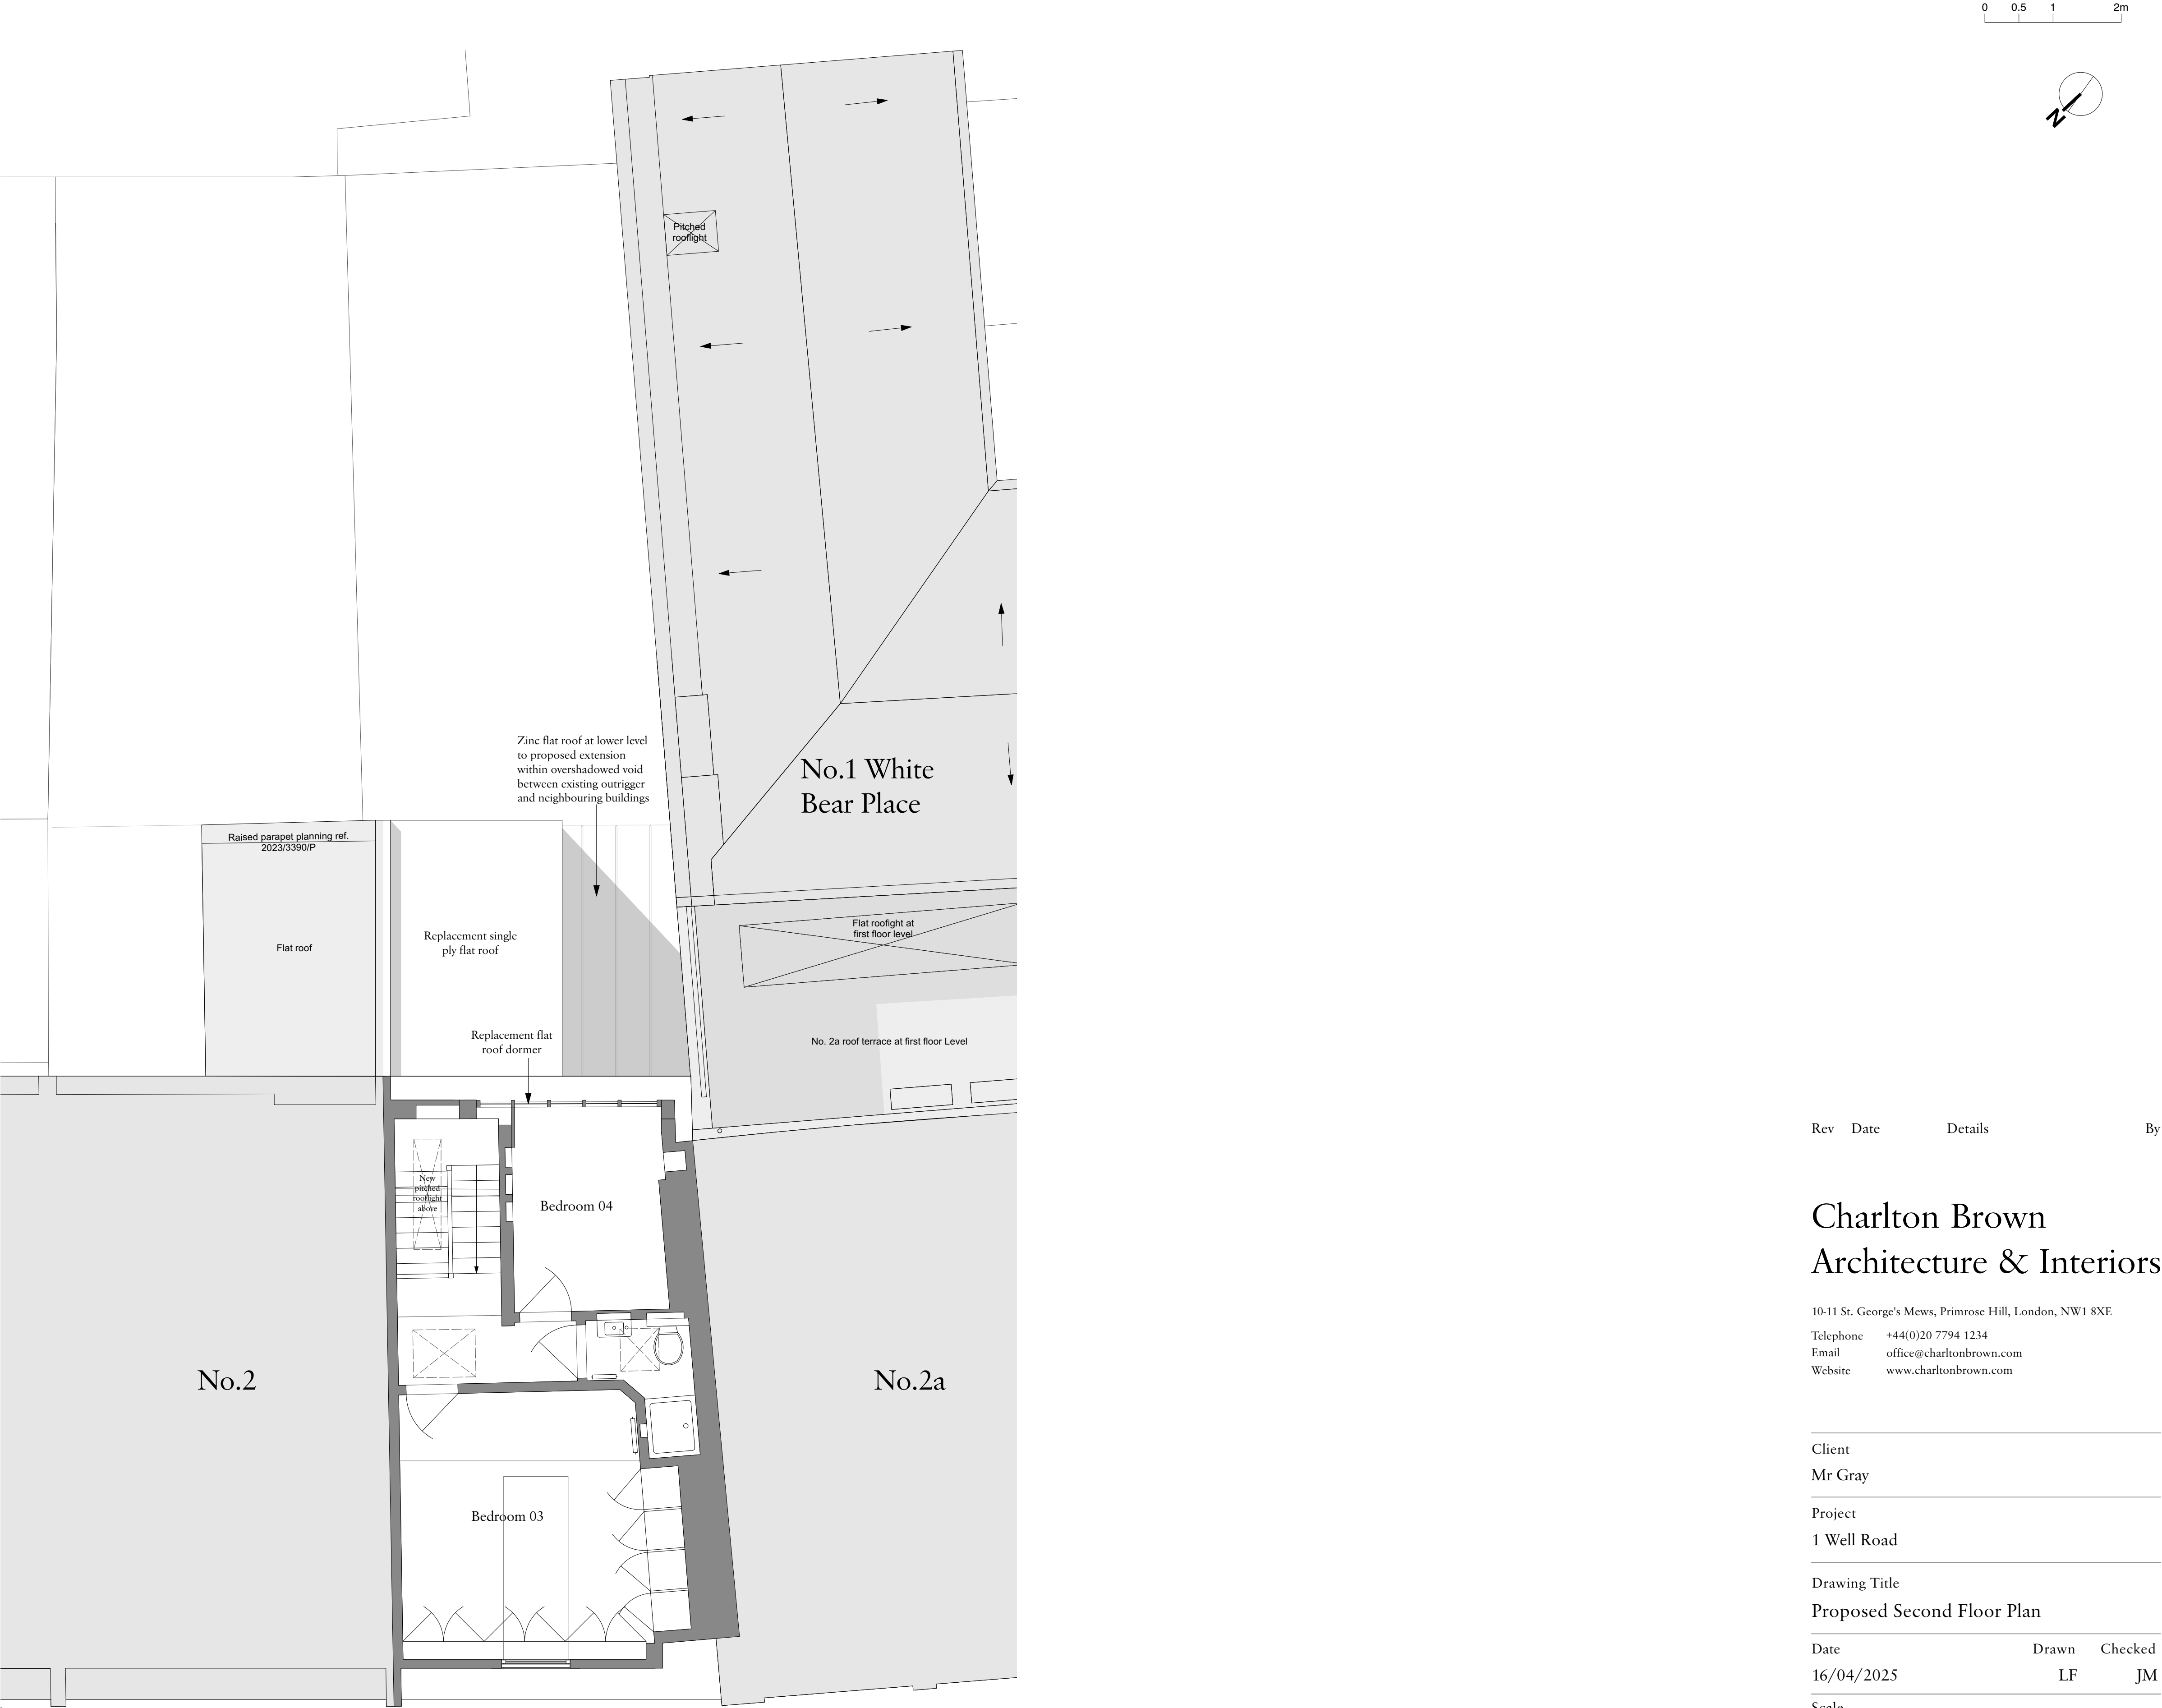 0 0.5 1 2m
N
Pitched
rooflight
Zinc flat roof at lower level
to proposed extension
within overshadowed void
between existing outrigger
and neighbouring buildings
No.1 White
Bear Place
Raised parapet planning ref.
2023/3390/P
Flat roof
Replacement single
ply flat roof
Flat roofight at
first floor level
Replacement flat
roof dormer
No. 2a roof terrace at first floor Level
New
pitched
rooflight
above
Bedroom 04
No.2
No.2a
Bedroom 03
Rev Date Details By
Charlton Brown
Architecture & Interiors
10-11 St. George's Mews, Primrose Hill, London, NW1 8XE
Telephone +44(0)20 7794 1234
Email office@charltonbrown.com
Website www.charltonbrown.com
Client
Mr Gray
Project
1 Well Road
Drawing Title
Proposed Second Floor Plan
Date Drawn Checked
16/04/2025 LF JM
Scale